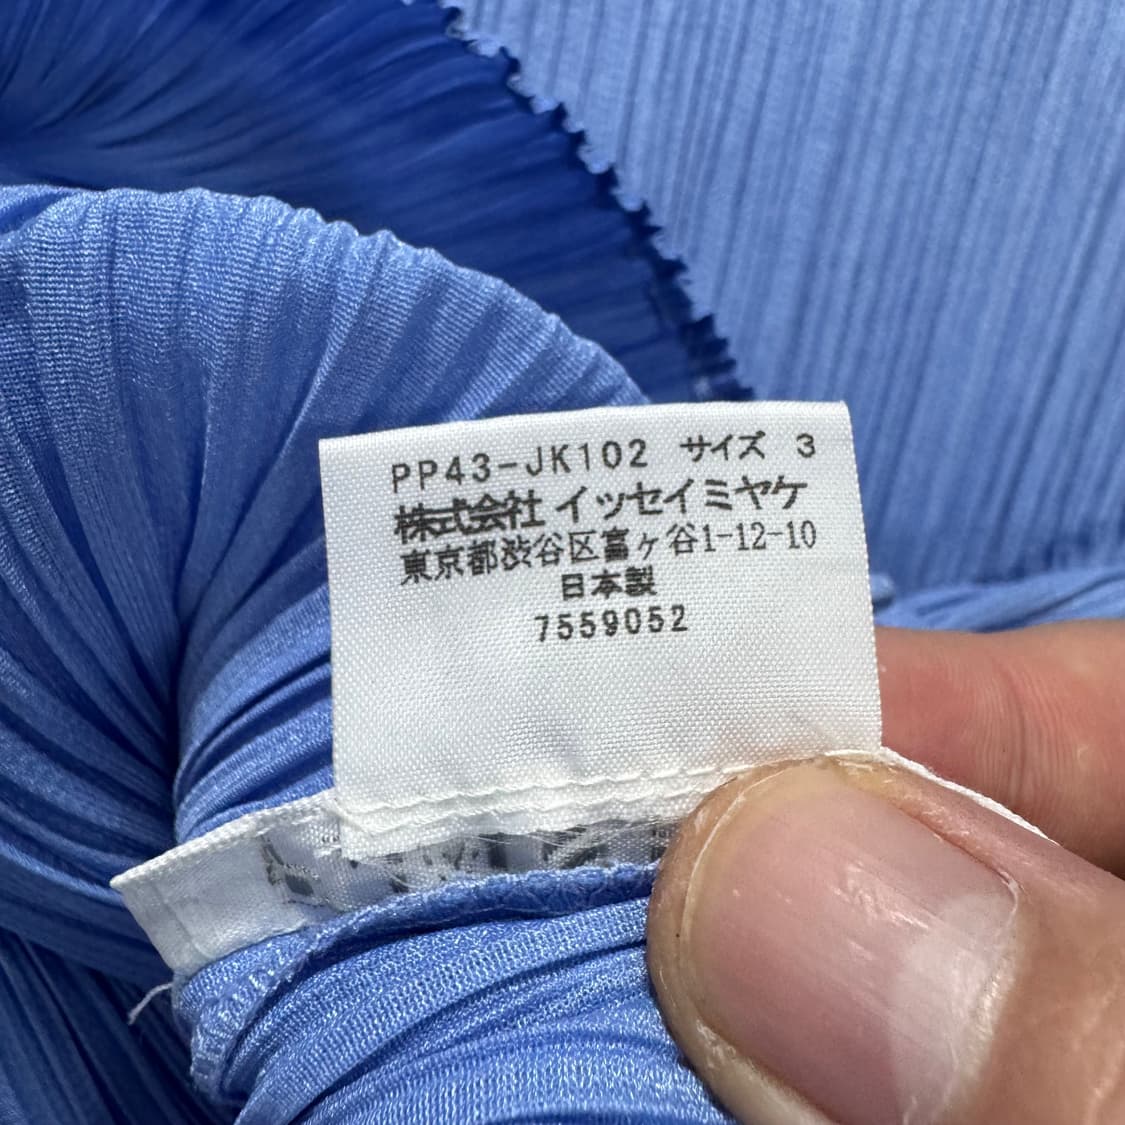 PP43-JK102 サイズ 3
株式会社 イッセイミヤケ
東京都渋谷区富ヶ谷1-12-10
日本製
7559052